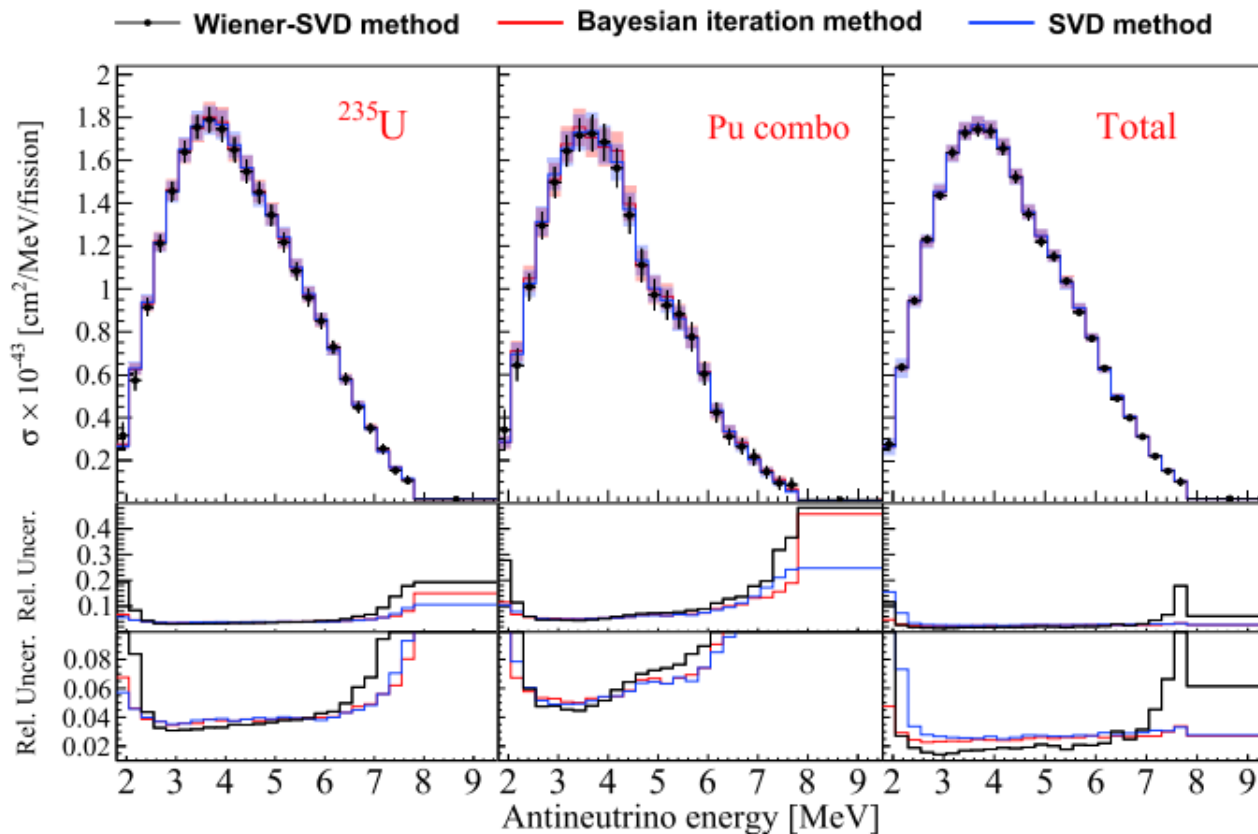 Wiener-SVD method Bayesian iteration method SVD method
²³⁵U Pu combo Total
σ × 10⁻⁴³ [cm²/MeV/fission]
2
1.8
1.6
1.4
1.2
1
0.8
0.6
0.4
0.2
Rel. Uncer.
0.4
0.3
0.2
0.1
Rel. Uncer.
0.08
0.06
0.04
0.02
2 3 4 5 6 7 8 9 2 3 4 5 6 7 8 9 2 3 4 5 6 7 8 9
Antineutrino energy [MeV]